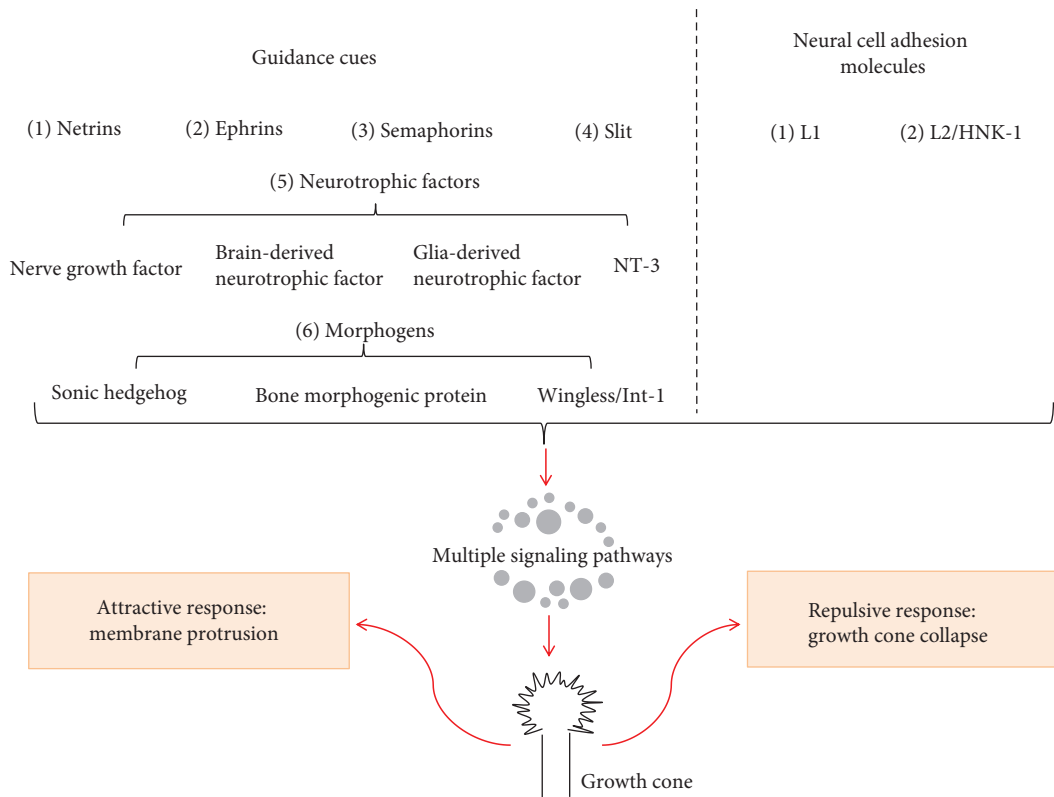 Guidance cues
Neural cell adhesion
molecules
(1) Netrins
(2) Ephrins
(3) Semaphorins
(4) Slit
(1) L1
(2) L2/HNK-1
(5) Neurotrophic factors
Nerve growth factor
Brain-derived
neurotrophic factor
Glia-derived
neurotrophic factor
NT-3
(6) Morphogens
Sonic hedgehog
Bone morphogenic protein
Wingless/Int-1
Multiple signaling pathways
Attractive response:
membrane protrusion
Repulsive response:
growth cone collapse
Growth cone